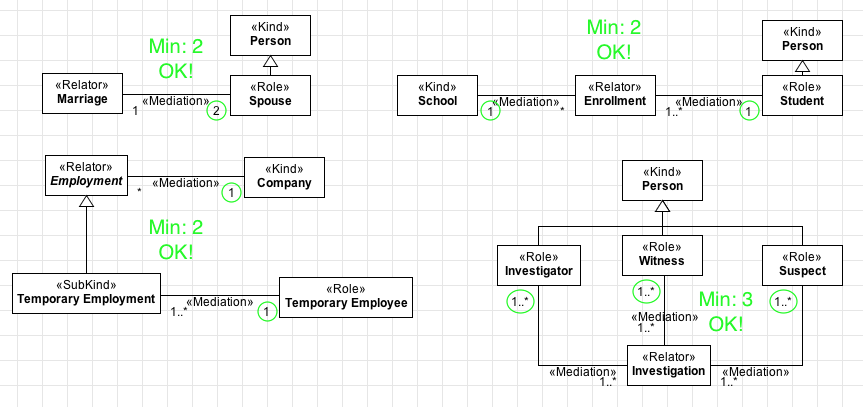 Min: 2
OK!
«Kind»
Person
«Relator»
Marriage
«Mediation»
1
2
«Role»
Spouse
Min: 2
OK!
«Kind»
Person
«Kind»
School
1
«Mediation»
*
«Relator»
Enrollment
«Mediation»
1..*
1
«Role»
Student
«Relator»
Employment
«Mediation»
*
1
«Kind»
Company
Min: 2
OK!
«SubKind»
Temporary Employment
«Mediation»
1..*
1
«Role»
Temporary Employee
«Kind»
Person
«Role»
Investigator
«Role»
Witness
«Role»
Suspect
1..*
1..*
1..*
Min: 3
OK!
«Mediation»
1..*
«Relator»
Investigation
«Mediation»
1..*
«Mediation»
1..*